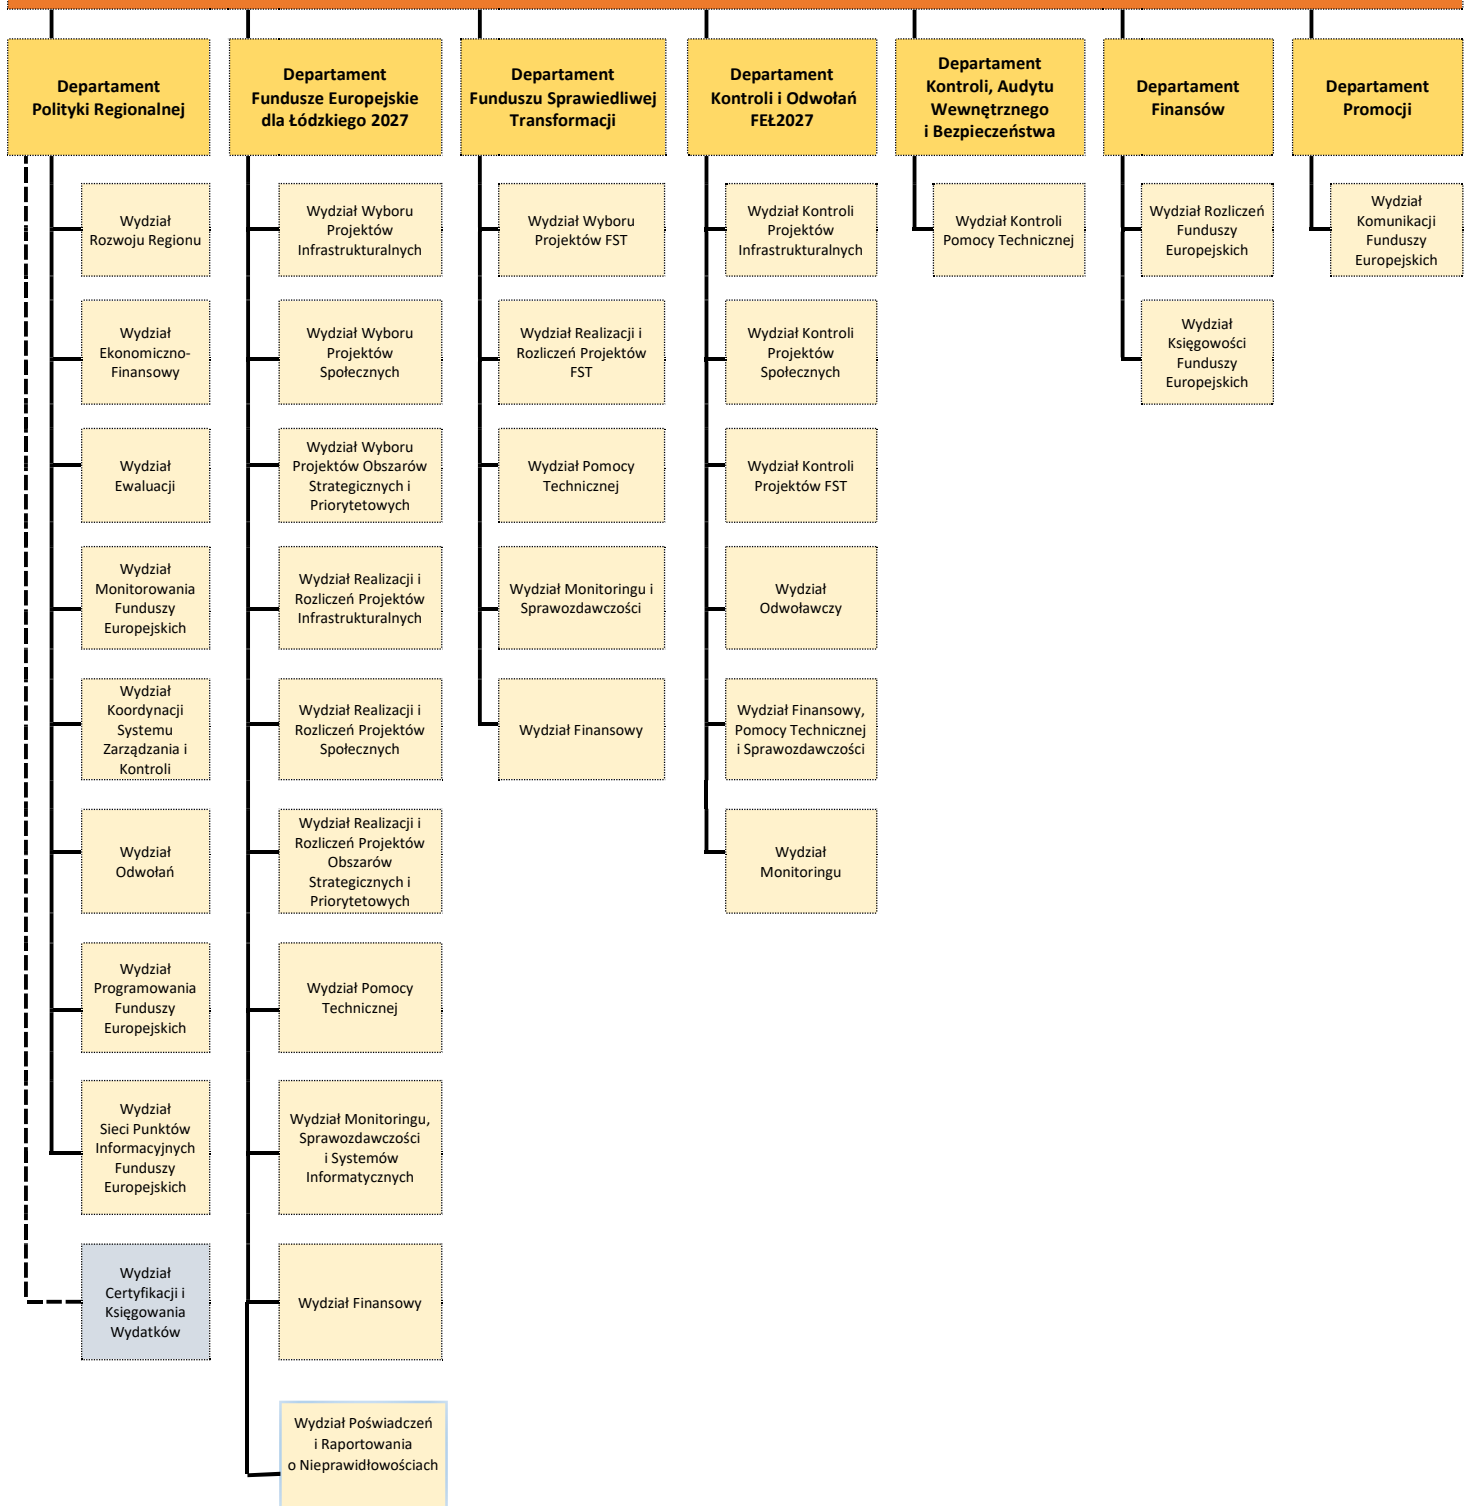 Departament
Polityki Regionalnej
Departament
Fundusze Europejskie
dla Łódzkiego 2027
Departament
Funduszu Sprawiedliwej
Transformacji
Departament
Kontroli i Odwołań
FEŁ2027
Departament
Kontroli, Audytu
Wewnętrznego
i Bezpieczeństwa
Departament
Finansów
Departament
Promocji
Wydział
Rozwoju Regionu
Wydział
Ekonomiczno-
Finansowy
Wydział
Ewaluacji
Wydział
Monitorowania
Funduszy
Europejskich
Wydział
Koordynacji
Systemu
Zarządzania i
Kontroli
Wydział
Odwołań
Wydział
Programowania
Funduszy
Europejskich
Wydział
Sieci Punktów
Informacyjnych
Funduszy
Europejskich
Wydział
Certyfikacji i
Księgowania
Wydatków
Wydział Wyboru
Projektów
Infrastrukturalnych
Wydział Wyboru
Projektów
Społecznych
Wydział Wyboru
Projektów Obszarów
Strategicznych i
Priorytetowych
Wydział Realizacji i
Rozliczeń Projektów
Infrastrukturalnych
Wydział Realizacji i
Rozliczeń Projektów
Społecznych
Wydział Realizacji i
Rozliczeń Projektów
Obszarów
Strategicznych i
Priorytetowych
Wydział Pomocy
Technicznej
Wydział Monitoringu,
Sprawozdawczości
i Systemów
Informatycznych
Wydział Finansowy
Wydział Poświadczeń
i Raportowania
o Nieprawidłowościach
Wydział Wyboru
Projektów FST
Wydział Realizacji i
Rozliczeń Projektów
FST
Wydział Pomocy
Technicznej
Wydział Monitoringu i
Sprawozdawczości
Wydział Finansowy
Wydział Kontroli
Projektów
Infrastrukturalnych
Wydział Kontroli
Projektów
Społecznych
Wydział Kontroli
Projektów FST
Wydział
Odwoławczy
Wydział Finansowy,
Pomocy Technicznej
i Sprawozdawczości
Wydział
Monitoringu
Wydział Kontroli
Pomocy Technicznej
Wydział Rozliczeń
Funduszy
Europejskich
Wydział
Księgowości
Funduszy
Europejskich
Wydział
Komunikacji
Funduszy
Europejskich